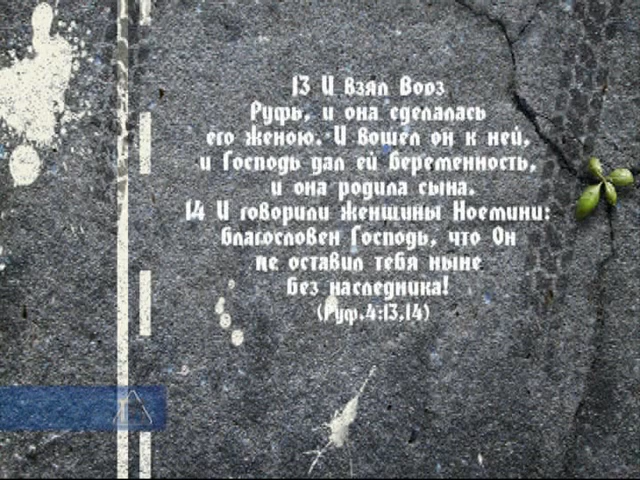 13 И взял Вооз
Руфь, и она сделалась
его женою. И вошел он к ней,
и Господь дал ей беременность,
и она родила сына.
14 И говорили женщины Ноемини:
благословен Господь, что Он
не оставил тебя ныне
без наследника!
(Руф.4:13,14)